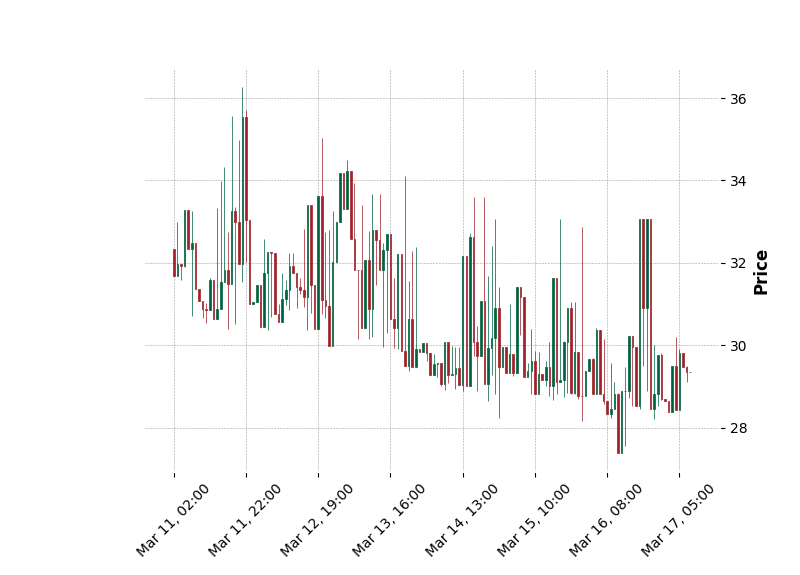 36
34
32
30
28
Price
Mar 11, 02:00
Mar 11, 22:00
Mar 12, 19:00
Mar 13, 16:00
Mar 14, 13:00
Mar 15, 10:00
Mar 16, 08:00
Mar 17, 05:00